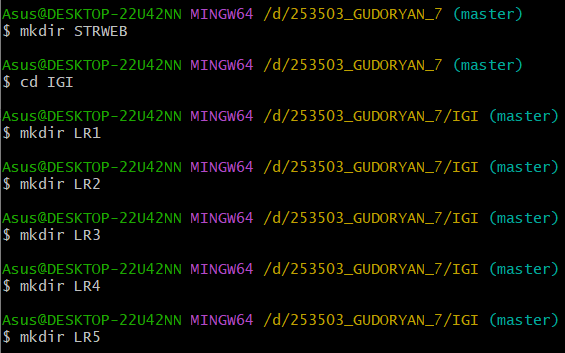 Asus@DESKTOP-22U42NN MINGW64 /d/253503_GUDORYAN_7 (master)
$ mkdir STRWEB
Asus@DESKTOP-22U42NN MINGW64 /d/253503_GUDORYAN_7 (master)
$ cd IGI
Asus@DESKTOP-22U42NN MINGW64 /d/253503_GUDORYAN_7/IGI (master)
$ mkdir LR1
Asus@DESKTOP-22U42NN MINGW64 /d/253503_GUDORYAN_7/IGI (master)
$ mkdir LR2
Asus@DESKTOP-22U42NN MINGW64 /d/253503_GUDORYAN_7/IGI (master)
$ mkdir LR3
Asus@DESKTOP-22U42NN MINGW64 /d/253503_GUDORYAN_7/IGI (master)
$ mkdir LR4
Asus@DESKTOP-22U42NN MINGW64 /d/253503_GUDORYAN_7/IGI (master)
$ mkdir LR5